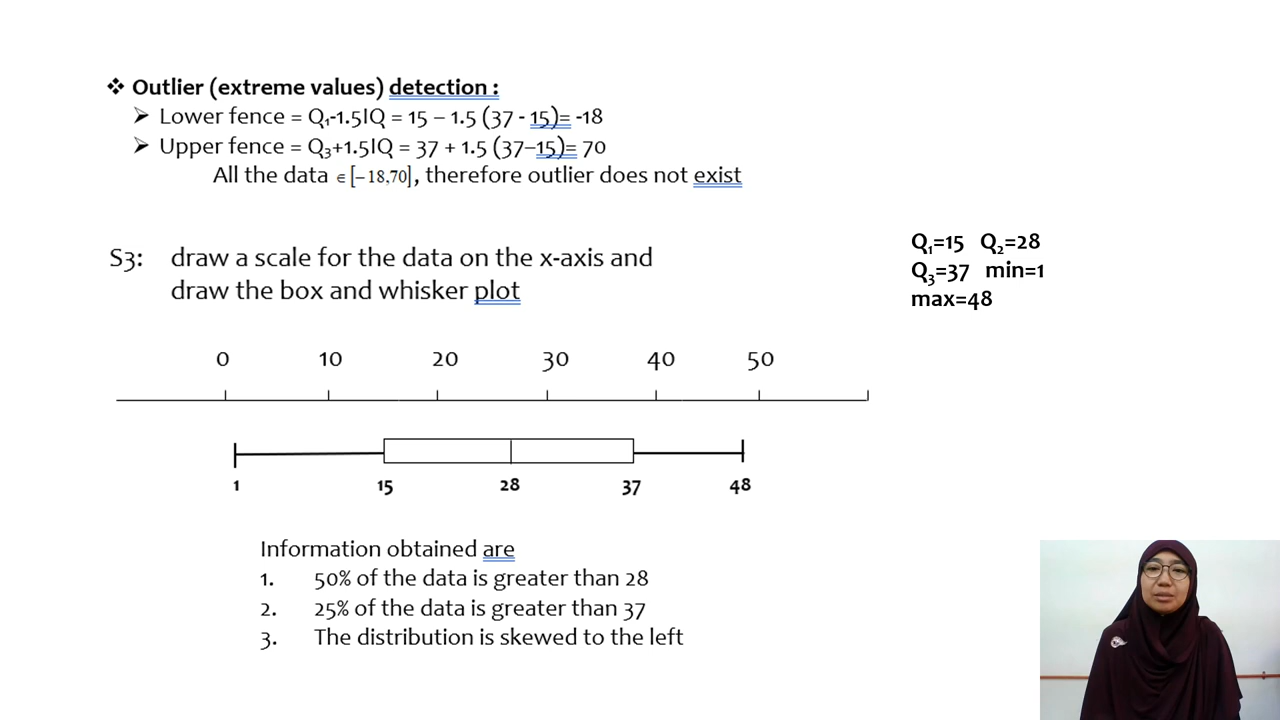 ❖ Outlier (extreme values) detection :
➢ Lower fence = Q₁-1.5IQ = 15 – 1.5 (37 - 15)= -18
➢ Upper fence = Q₃+1.5IQ = 37 + 1.5 (37–15)= 70
All the data ∈ [−18,70], therefore outlier does not exist
S3: draw a scale for the data on the x-axis and
draw the box and whisker plot
Q₁=15 Q₂=28
Q₃=37 min=1
max=48
0 10 20 30 40 50
1 15 28 37 48
Information obtained are
1. 50% of the data is greater than 28
2. 25% of the data is greater than 37
3. The distribution is skewed to the left